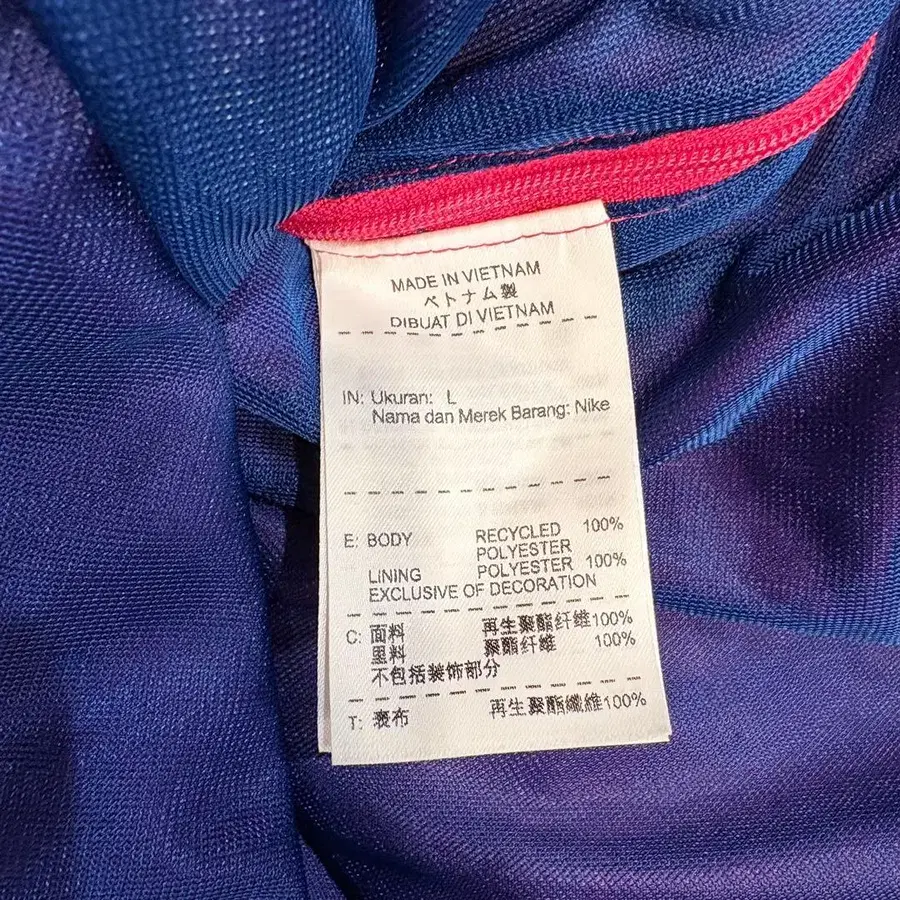 MADE IN VIETNAM
ベトナム製
DIBUAT DI VIETNAM
IN: Ukuran: L
Nama dan Merek Barang: Nike
E: BODY RECYCLED 100%
POLYESTER
LINING POLYESTER 100%
EXCLUSIVE OF DECORATION
C: 面料 再生聚酯纤维100%
里料 聚酯纤维 100%
不包括装饰部分
T: 表布 再生聚酯纖維100%